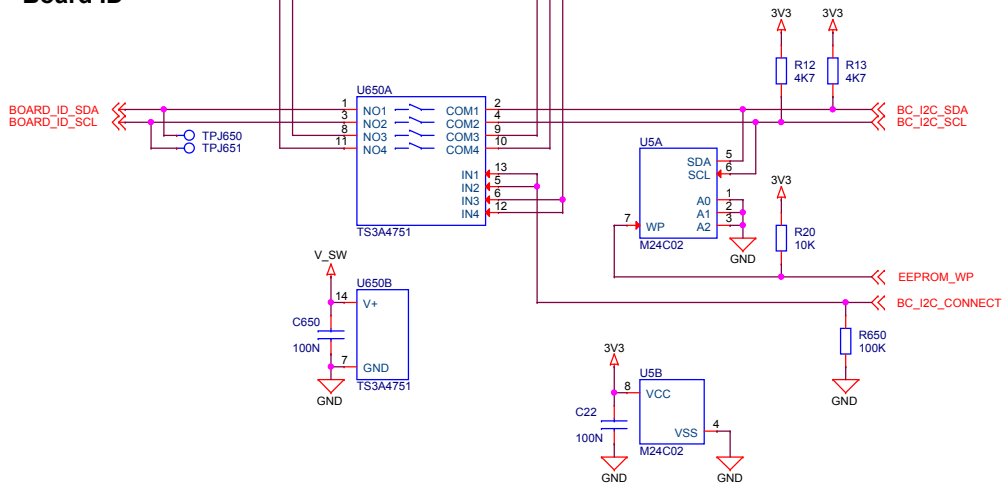 Board ID
3V3 3V3
R12 R13
4K7 4K7
U650A
BOARD_ID_SDA 1 NO1 COM1 2 BC_I2C_SDA
BOARD_ID_SCL 3 NO2 COM2 4 BC_I2C_SCL
TPJ650 8 NO3 COM3 9
TPJ651 11 NO4 COM4 10
U5A
SDA 5
SCL 6
IN1 13
IN2 5
IN3 6
IN4 12
TS3A4751
3V3
A0 1
A1 2
7 WP A2 3
M24C02
GND
R20
10K
V_SW
EEPROM_WP
U650B
14 V+
BC_I2C_CONNECT
C650
100N
R650
100K
7 GND
TS3A4751
GND
3V3
U5B
8 VCC
GND
C22
100N
VSS 4
M24C02
GND GND